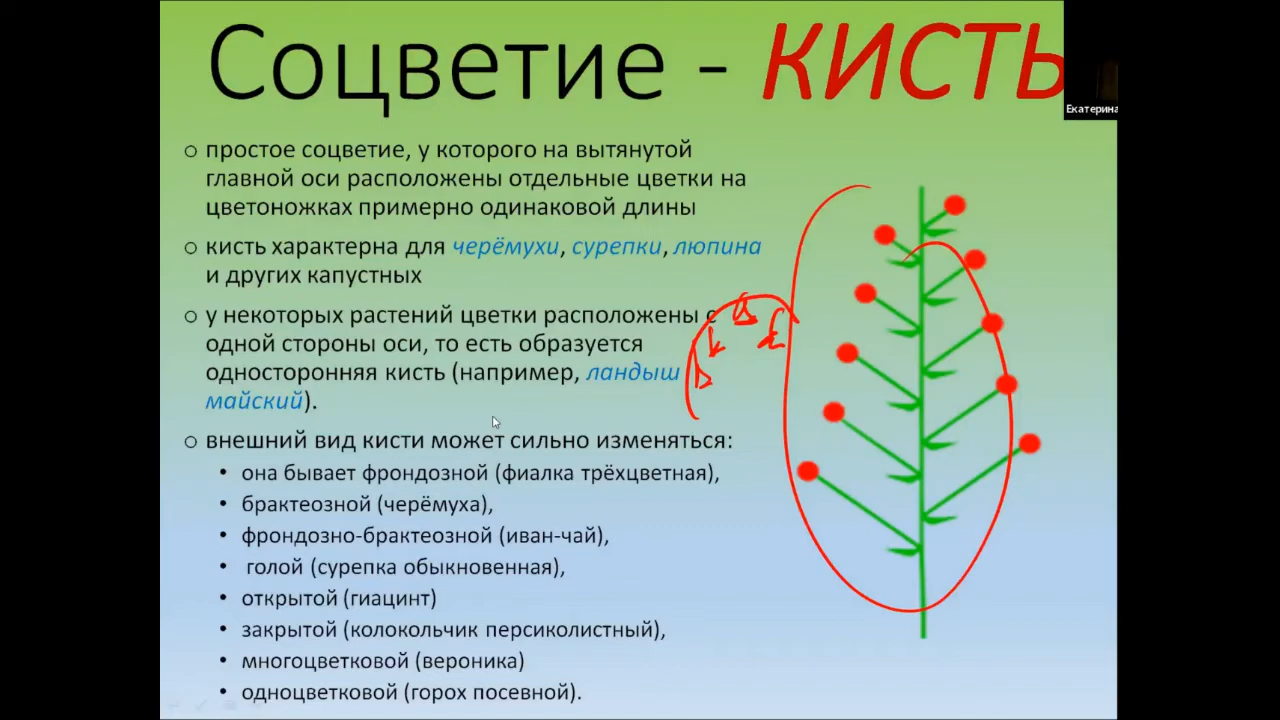 Соцветие - КИСТЬ
Екатерина
простое соцветие, у которого на вытянутой
главной оси расположены отдельные цветки на
цветоножках примерно одинаковой длины
кисть характерна для черёмухи, сурепки, люпина
и других капустных
у некоторых растений цветки расположены с
одной стороны оси, то есть образуется
односторонняя кисть (например, ландыш
майский).
внешний вид кисти может сильно изменяться:
она бывает фрондозной (фиалка трёхцветная),
брактеозной (черёмуха),
фрондозно-брактеозной (иван-чай),
голой (сурепка обыкновенная),
открытой (гиацинт)
закрытой (колокольчик персиколистный),
многоцветковой (вероника)
одноцветковой (горох посевной).